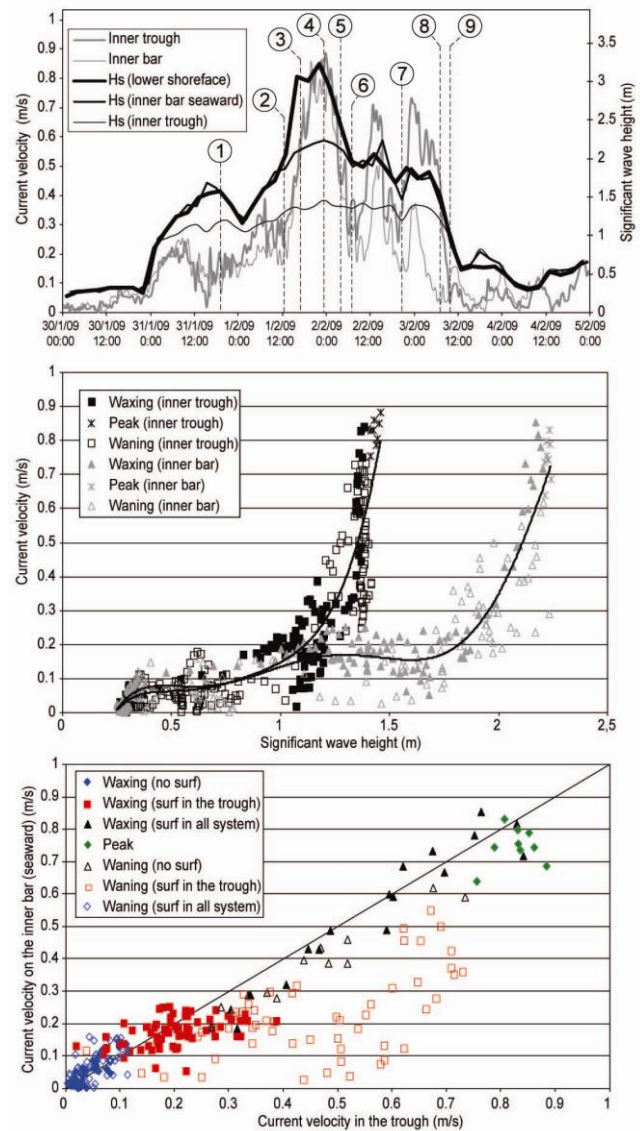 1
0.9
0.8
0.7
0.6
0.5
0.4
0.3
0.2
0.1
0
Current velocity (m/s)
Inner trough
Inner bar
Hs (lower shoreface)
Hs (inner bar seaward)
Hs (inner trough)
1
2
3
4
5
6
7
8
9
3.5
3
2.5
2
1.5
1
0.5
0
Significant wave height (m)
30/1/09 30/1/09 31/1/09 31/1/09 1/2/09 1/2/09 2/2/09 2/2/09 3/2/09 3/2/09 4/2/09 4/2/09 5/2/09
00:00 12:00 0:00 12:00 0:00 12:00 0:00 12:00 0:00 12:00 0:00 12:00 0:00
1
0.9
0.8
0.7
0.6
0.5
0.4
0.3
0.2
0.1
0
Current velocity (m/s)
Waxing (inner trough)
Peak (inner trough)
Waning (inner trough)
Waxing (inner bar)
Peak (inner bar)
Waning (inner bar)
0 0.5 1 1.5 2 2,5
Significant wave height (m)
1
0.9
0.8
0.7
0.6
0.5
0.4
0.3
0.2
0.1
0
Current velocity on the inner bar (seaward) (m/s)
Waxing (no surf)
Waxing (surf in the trough)
Waxing (surf in all system)
Peak
Waning (no surf)
Waning (surf in the trough)
Waning (surf in all system)
0 0.1 0.2 0.3 0.4 0.5 0.6 0.7 0.8 0.9 1
Current velocity in the trough (m/s)